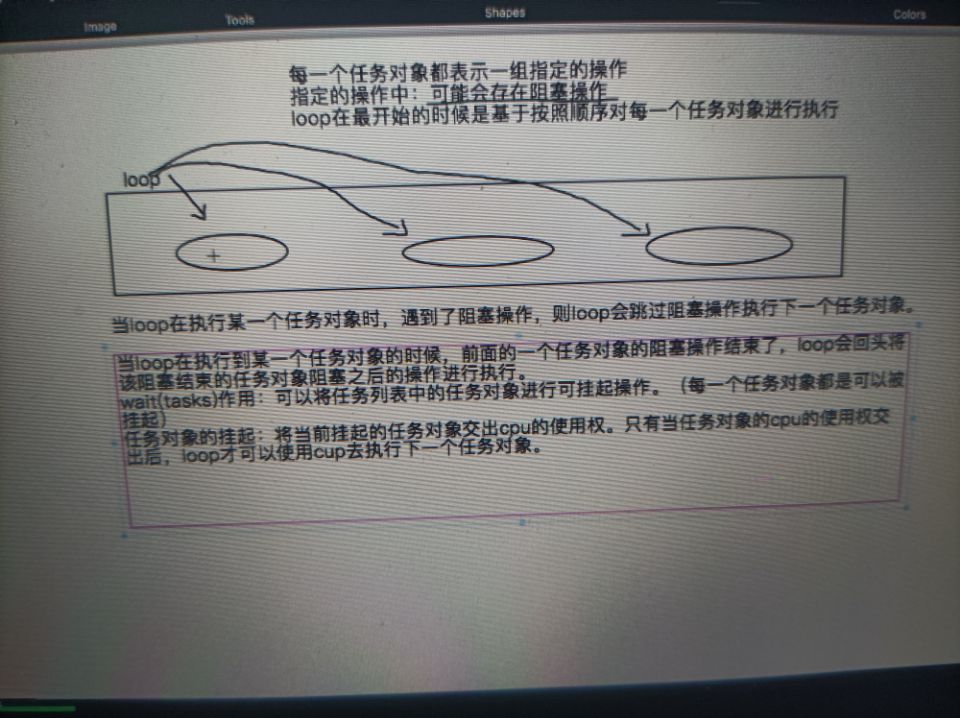 Image Tools Shapes Colors
每一个任务对象都表示一组指定的操作
指定的操作中：可能会存在阻塞操作
loop在最开始的时候是基于按照顺序对每一个任务对象进行执行
loop
当loop在执行某一个任务对象时，遇到了阻塞操作，则loop会跳过阻塞操作执行下一个任务对象。
当loop在执行到某一个任务对象的时候，前面的一个任务对象的阻塞操作结束了，loop会回头将
该阻塞结束的任务对象阻塞之后的操作进行执行。
wait(tasks)作用：可以将任务列表中的任务对象进行可挂起操作。（每一个任务对象都是可以被
挂起）
任务对象的挂起：将当前挂起的任务对象交出cpu的使用权。只有当任务对象的cpu的使用权交
出后，loop才可以使用cup去执行下一个任务对象。